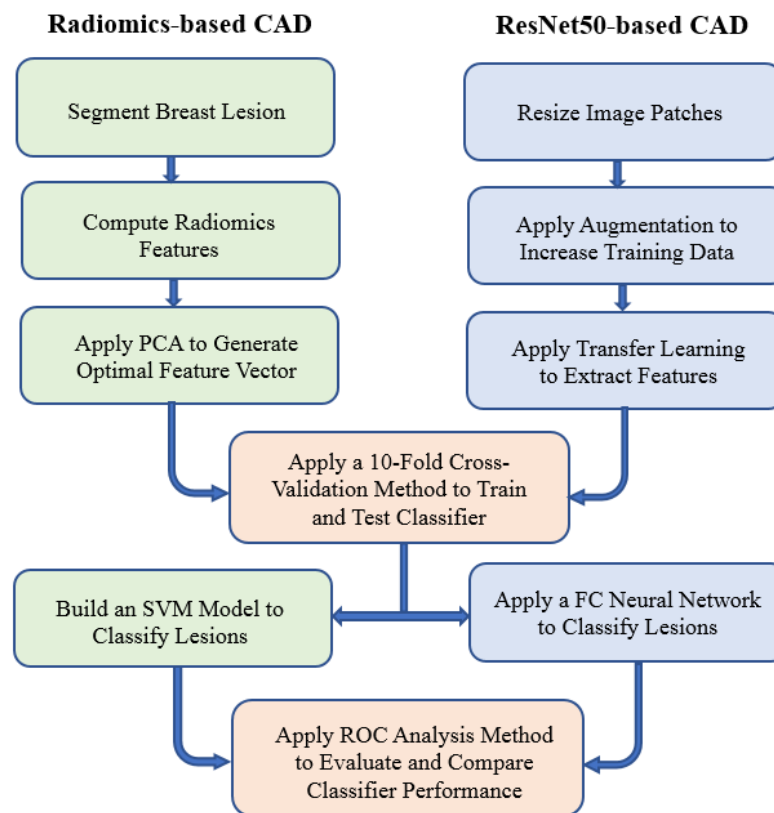 Radiomics-based CAD
ResNet50-based CAD
Segment Breast Lesion
Resize Image Patches
Compute Radiomics
Features
Apply Augmentation to
Increase Training Data
Apply PCA to Generate
Optimal Feature Vector
Apply Transfer Learning
to Extract Features
Apply a 10-Fold Cross-
Validation Method to Train
and Test Classifier
Build an SVM Model to
Classify Lesions
Apply a FC Neural Network
to Classify Lesions
Apply ROC Analysis Method
to Evaluate and Compare
Classifier Performance